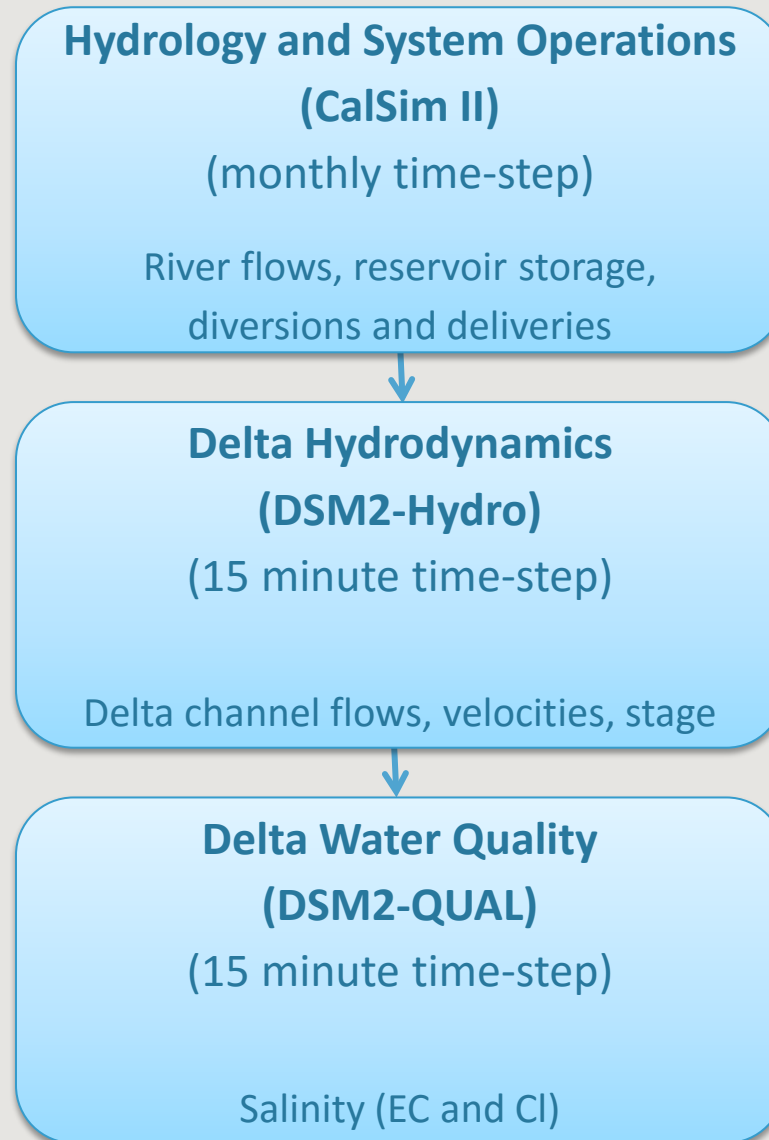 Hydrology and System Operations
(CalSim II)
(monthly time-step)
River flows, reservoir storage,
diversions and deliveries
Delta Hydrodynamics
(DSM2-Hydro)
(15 minute time-step)
Delta channel flows, velocities, stage
Delta Water Quality
(DSM2-QUAL)
(15 minute time-step)
Salinity (EC and Cl)